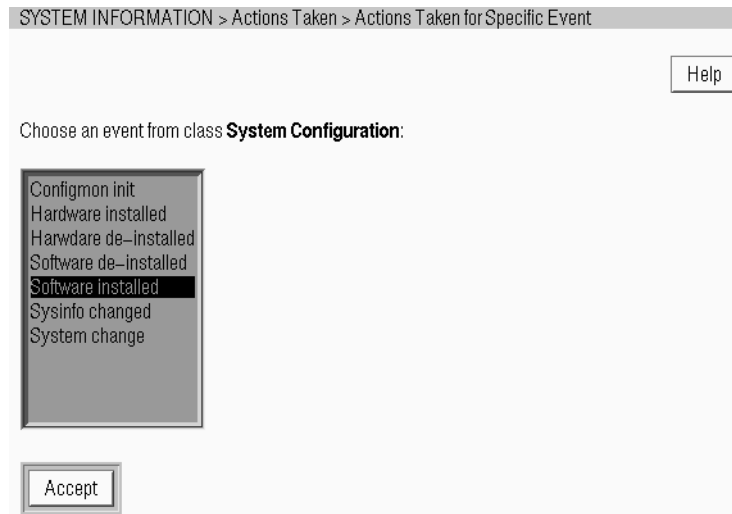 SYSTEM INFORMATION > Actions Taken > Actions Taken for Specific Event
Help
Choose an event from class System Configuration:
Configmon init
Hardware installed
Harwdare de-installed
Software de-installed
Software installed
Sysinfo changed
System change
Accept